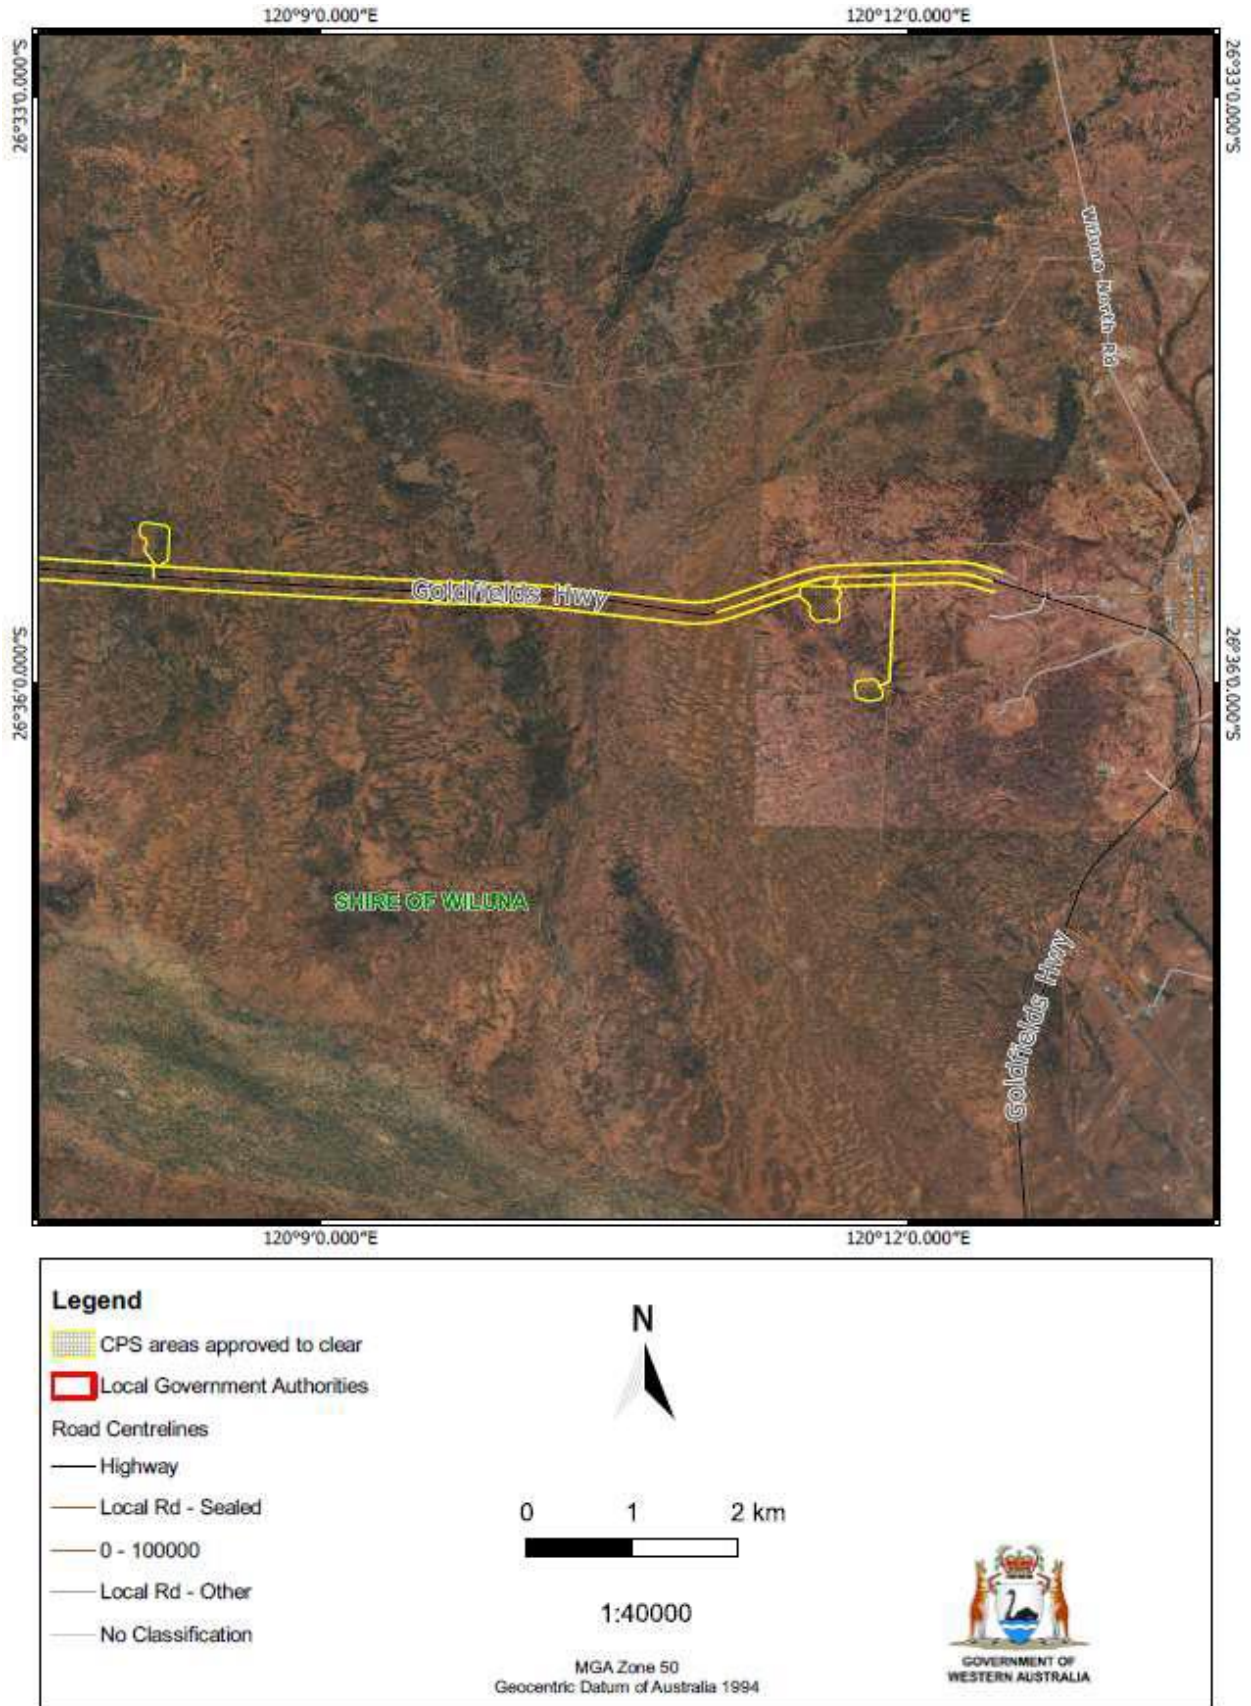 120°9'0.000"E
120°12'0.000"E
26°33'0.000"S
26°33'0.000"S
Wiluna North Rd
Goldfields Hwy
26°36'0.000"S
26°36'0.000"S
SHIRE OF WILUNA
Goldfields Hwy
120°9'0.000"E
120°12'0.000"E
Legend
CPS areas approved to clear
Local Government Authorities
Road Centrelines
Highway
Local Rd - Sealed
0 - 100000
Local Rd - Other
No Classification
N
0 1 2 km
1:40000
MGA Zone 50
Geocentric Datum of Australia 1994
GOVERNMENT OF
WESTERN AUSTRALIA